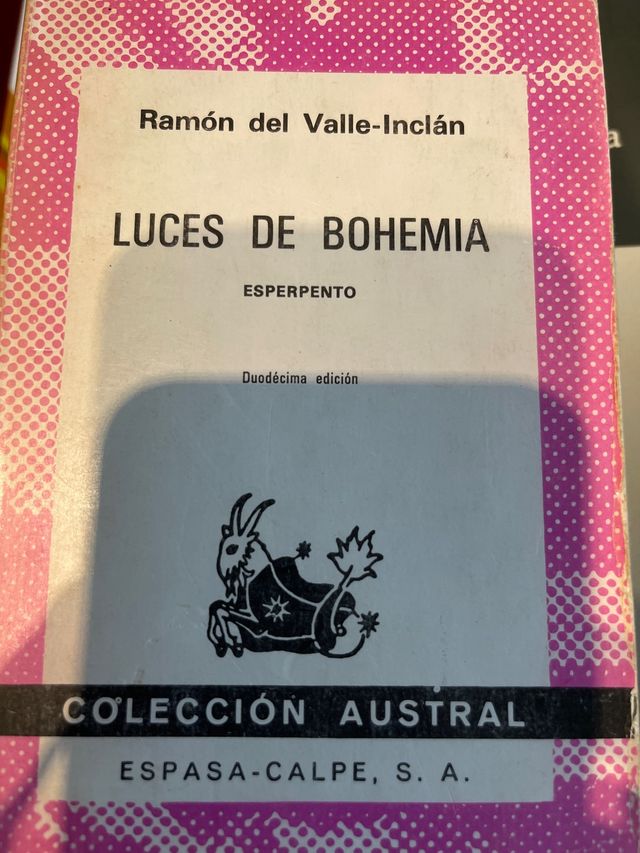 Ramón del Valle-Inclán
LUCES DE BOHEMIA
ESPERPENTO
Duodécima edición
COLECCIÓN AUSTRAL
ESPASA-CALPE, S. A.